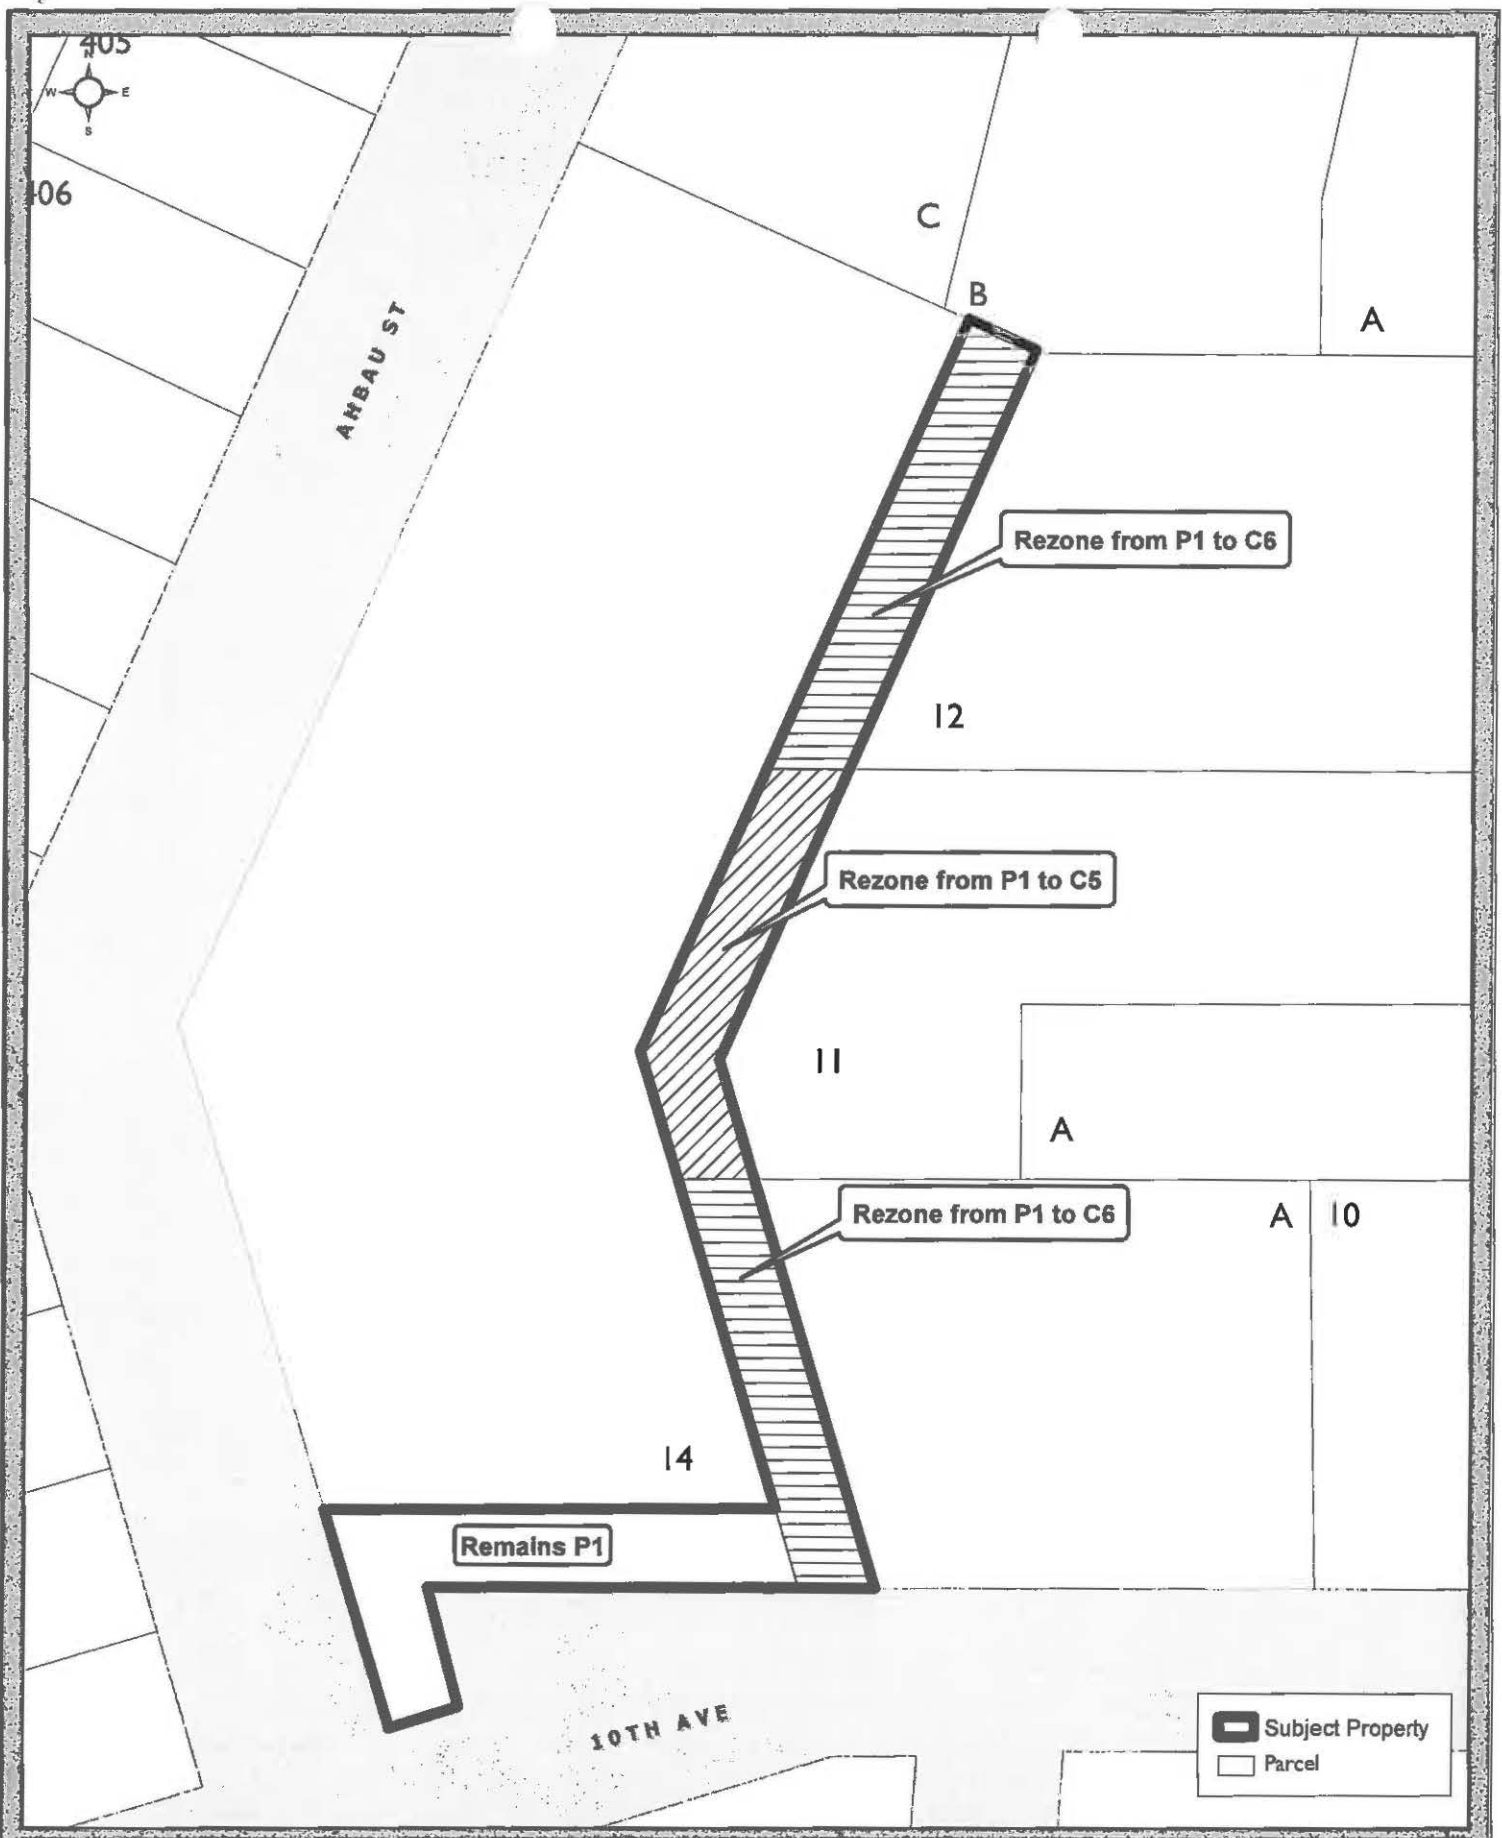 405
N
W E
S
406
C
B
A
AHBAU ST
Rezone from P1 to C6
12
Rezone from P1 to C5
11
A
Rezone from P1 to C6
A 10
14
Remains P1
10TH AVE
Subject Property
Parcel